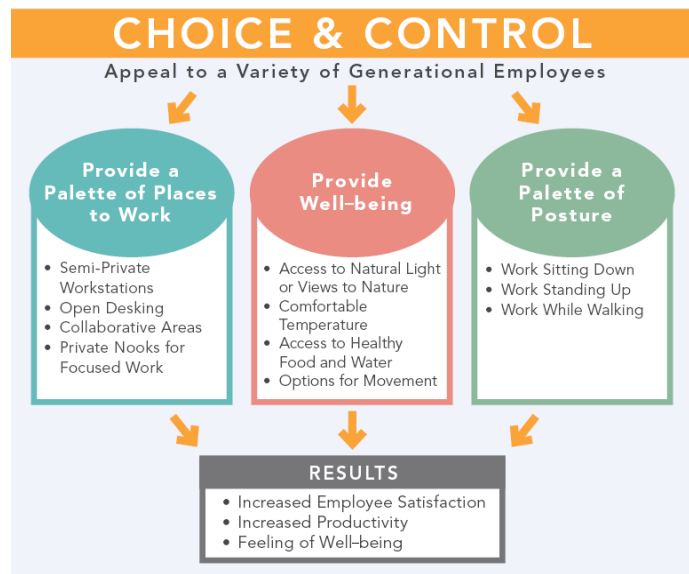 CHOICE & CONTROL
Appeal to a Variety of Generational Employees
Provide a
Palette of Places
to Work
• Semi-Private
Workstations
• Open Desking
• Collaborative Areas
• Private Nooks for
Focused Work
Provide
Well–being
• Access to Natural Light
or Views to Nature
• Comfortable
Temperature
• Access to Healthy
Food and Water
• Options for Movement
Provide a
Palette of
Posture
• Work Sitting Down
• Work Standing Up
• Work While Walking
RESULTS
• Increased Employee Satisfaction
• Increased Productivity
• Feeling of Well–being